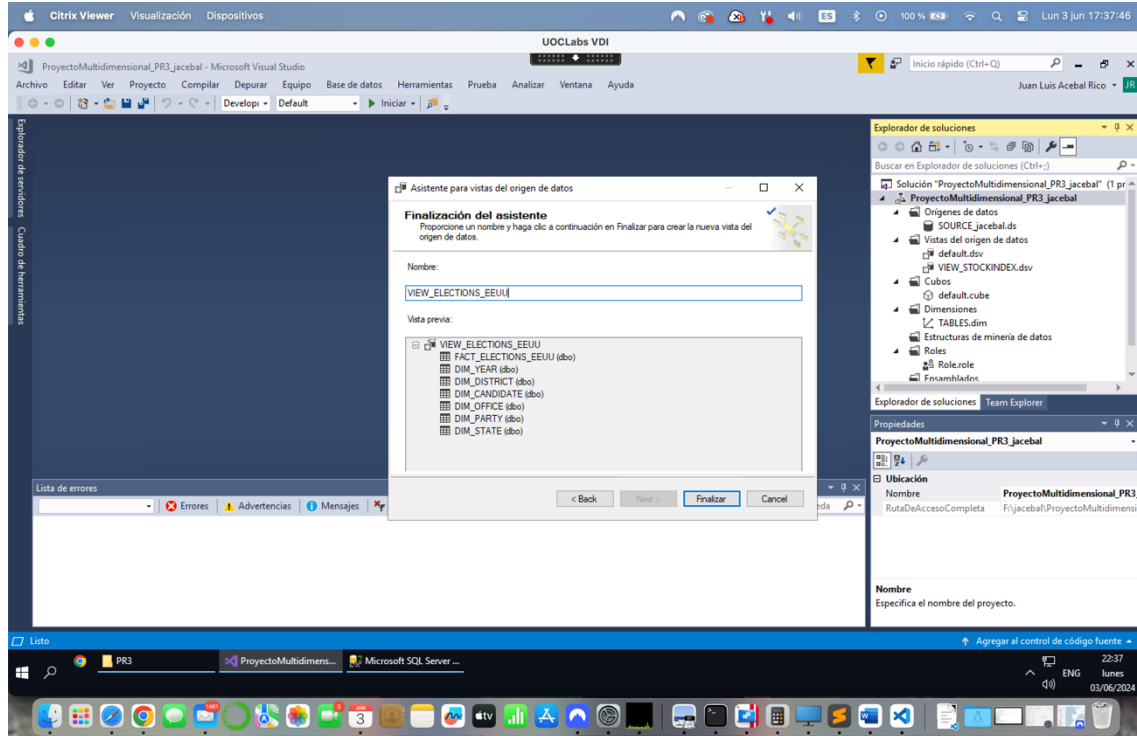 Citrix Viewer Visualización Dispositivos
ES 100 % Lun 3 jun 17:37:46
UOCLabs VDI
ProyectoMultidimensional_PR3_jacebal - Microsoft Visual Studio
Inicio rápido (Ctrl+Q)
Archivo Editar Ver Proyecto Compilar Depurar Equipo Base de datos Herramientas Prueba Analizar Ventana Ayuda
Juan Luis Acebal Rico JR
Developı Default Iniciar
Explorador de servidores
Cuadro de herramientas
Explorador de soluciones
Buscar en Explorador de soluciones (Ctrl+;)
Solución "ProyectoMultidimensional_PR3_jacebal" (1 pr
ProyectoMultidimensional_PR3_jacebal
Orígenes de datos
SOURCE_jacebal.ds
Vistas del origen de datos
default.dsv
VIEW_STOCKINDEX.dsv
Cubos
default.cube
Dimensiones
TABLES.dim
Estructuras de minería de datos
Roles
Role.role
Ensamblados
Explorador de soluciones Team Explorer
Asistente para vistas del origen de datos
Finalización del asistente
Proporcione un nombre y haga clic a continuación en Finalizar para crear la nueva vista del
origen de datos.
Nombre:
VIEW_ELECTIONS_EEUU
Vista previa:
VIEW_ELECTIONS_EEUU
FACT_ELECTIONS_EEUU (dbo)
DIM_YEAR (dbo)
DIM_DISTRICT (dbo)
DIM_CANDIDATE (dbo)
DIM_OFFICE (dbo)
DIM_PARTY (dbo)
DIM_STATE (dbo)
< Back Next > Finalizar Cancel
Propiedades
ProyectoMultidimensional_PR3_jacebal
Ubicación
Nombre ProyectoMultidimensional_PR3_
RutaDeAccesoCompleta F:\jacebal\ProyectoMultidimensi
Nombre
Especifica el nombre del proyecto.
Lista de errores
Errores Advertencias Mensajes
eda
Listo
Agregar al control de código fuente
PR3 ProyectoMultidimens... Microsoft SQL Server ...
ENG
22:37
lunes
03/06/2024
3